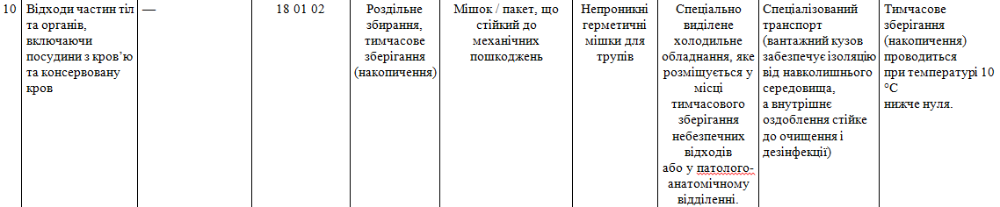 10
Відходи частин тіл
та органів,
включаючи
посудини з кров’ю
та консервовану
кров
—
18 01 02
Роздільне
збирання,
тимчасове
зберігання
(накопичення)
Мішок / пакет, що
стійкий до
механічних
пошкоджень
Непроникні
герметичні
мішки для
трупів
Спеціально
виділене
холодильне
обладнання, яке
розміщується у
місці
тимчасового
зберігання
небезпечних
відходів
або у патолого-
анатомічному
відділенні.
Спеціалізований
транспорт
(вантажний кузов
забезпечує ізоляцію
від навколишнього
середовища,
а внутрішнє
оздоблення стійке
до очищення і
дезінфекції)
Тимчасове
зберігання
(накопичення)
проводиться
при температурі 10
°C
нижче нуля.